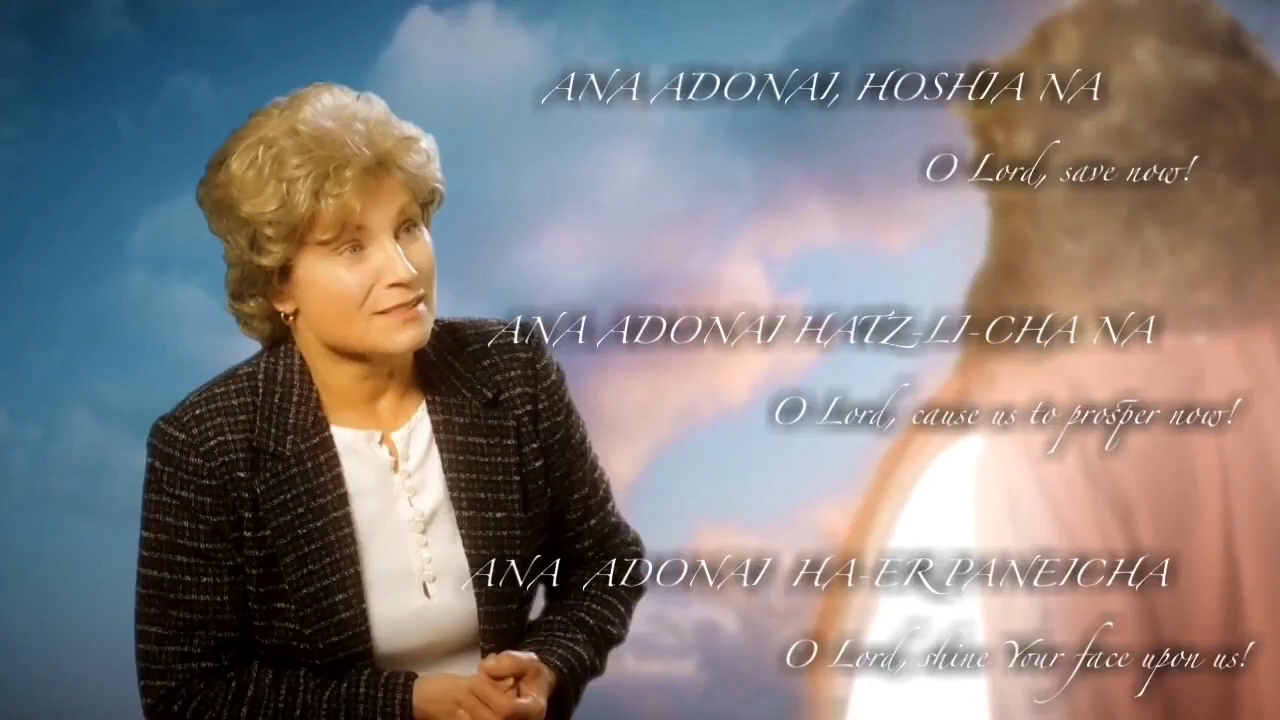 ANA ADONAI, HOSHIA NA
O Lord, save now!
ANA ADONAI HATZ-LI-CHA NA
O Lord, cause us to prosper now!
ANA ADONAI HA-ER PANEICHA
O Lord, shine Your face upon us!